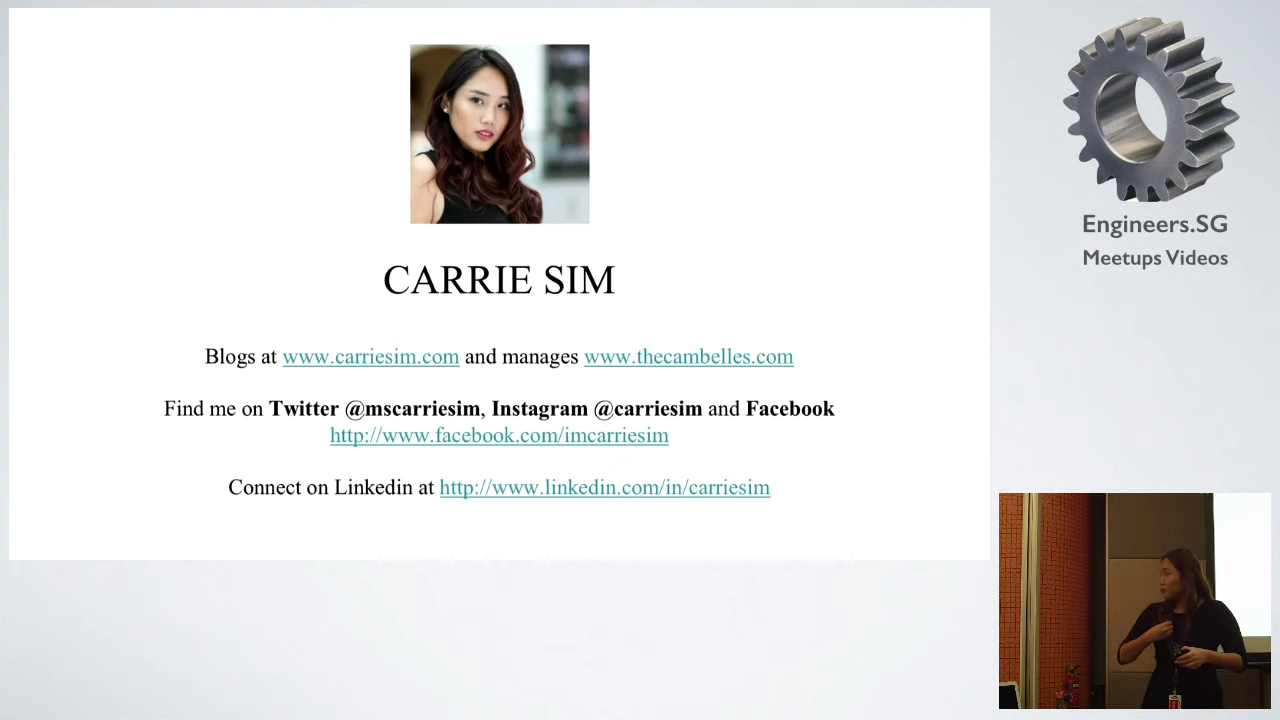 CARRIE SIM
Blogs at www.carriesim.com and manages www.thecambelles.com
Find me on Twitter @mscarriesim, Instagram @carriesim and Facebook
http://www.facebook.com/imcarriesim
Connect on Linkedin at http://www.linkedin.com/in/carriesim
Engineers.SG
Meetups Videos